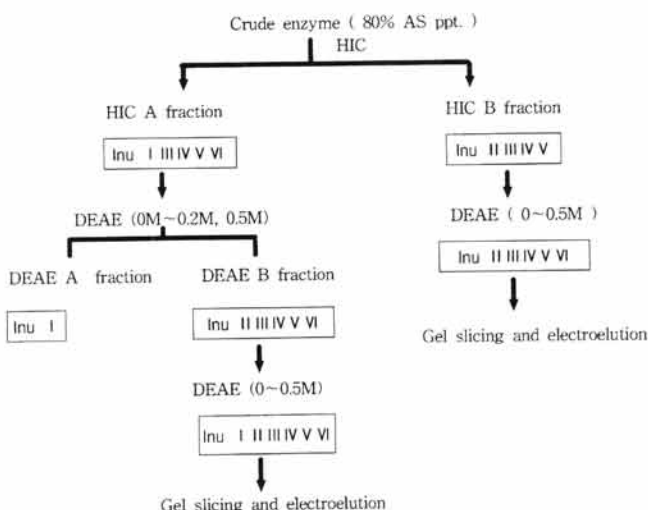 Crude enzyme ( 80% AS ppt. )
HIC
HIC A fraction
HIC B fraction
Inu I III IV V VI
Inu II III IV V
DEAE (0M~0.2M, 0.5M)
DEAE ( 0~0.5M )
DEAE A fraction
DEAE B fraction
Inu II III IV V VI
Inu I
Inu II III IV V VI
Gel slicing and electroelution
DEAE (0~0.5M)
Inu I II III IV V VI
Gel slicing and electroelution